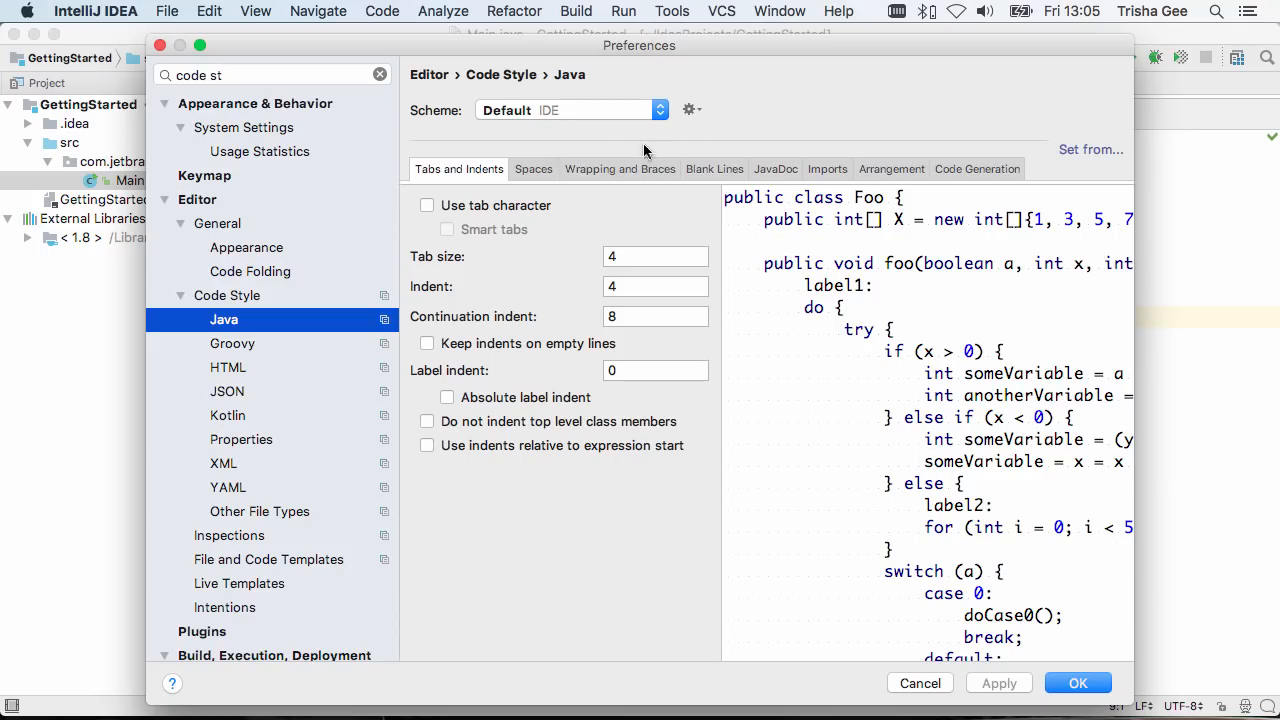 IntelliJ IDEA File Edit View Navigate Code Analyze Refactor Build Run Tools VCS Window Help Fri 13:05 Trisha Gee
GettingStarted
Preferences
Project
GettingStarted
.idea
src
com.jetbra
Main
GettingStarted
External Libraries
< 1.8 > /Libra
code st
Appearance & Behavior
System Settings
Usage Statistics
Keymap
Editor
General
Appearance
Code Folding
Code Style
Java
Groovy
HTML
JSON
Kotlin
Properties
XML
YAML
Other File Types
Inspections
File and Code Templates
Live Templates
Intentions
Plugins
Build, Execution, Deployment
Editor › Code Style › Java
Scheme: Default IDE
Set from...
Tabs and Indents Spaces Wrapping and Braces Blank Lines JavaDoc Imports Arrangement Code Generation
Use tab character
Smart tabs
Tab size: 4
Indent: 4
Continuation indent: 8
Keep indents on empty lines
Label indent: 0
Absolute label indent
Do not indent top level class members
Use indents relative to expression start
public class Foo {
public int[] X = new int[]{1, 3, 5, 7
public void foo(boolean a, int x, int
label1:
do {
try {
if (x > 0) {
int someVariable = a
int anotherVariable =
} else if (x < 0) {
int someVariable = (y
someVariable = x = x
} else {
label2:
for (int i = 0; i < 5
}
switch (a) {
case 0:
doCase0();
break;
default:
? Cancel Apply OK
9:1 LF UTF-8